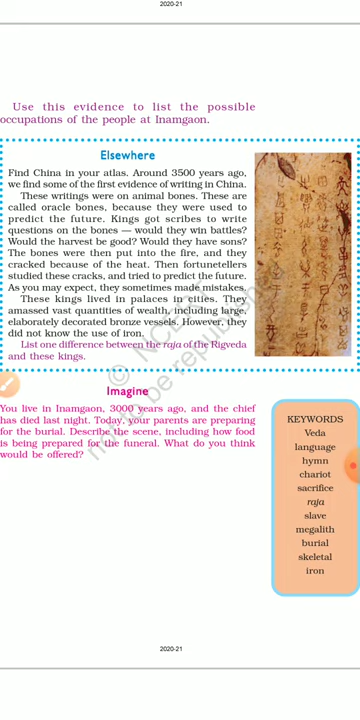 2020-21
Use this evidence to list the possible
occupations of the people at Inamgaon.
Elsewhere
Find China in your atlas. Around 3500 years ago,
we find some of the first evidence of writing in China.
These writings were on animal bones. These are
called oracle bones, because they were used to
predict the future. Kings got scribes to write
questions on the bones — would they win battles?
Would the harvest be good? Would they have sons?
The bones were then put into the fire, and they
cracked because of the heat. Then fortunetellers
studied these cracks, and tried to predict the future.
As you may expect, they sometimes made mistakes.
These kings lived in palaces in cities. They
amassed vast quantities of wealth, including large,
elaborately decorated bronze vessels. However, they
did not know the use of iron.
List one difference between the raja of the Rigveda
and these kings.
Imagine
You live in Inamgaon, 3000 years ago, and the chief
has died last night. Today, your parents are preparing
for the burial. Describe the scene, including how food
is being prepared for the funeral. What do you think
would be offered?
KEYWORDS
Veda
language
hymn
chariot
sacrifice
raja
slave
megalith
burial
skeletal
iron
© NCERT
not to be republished
2020-21